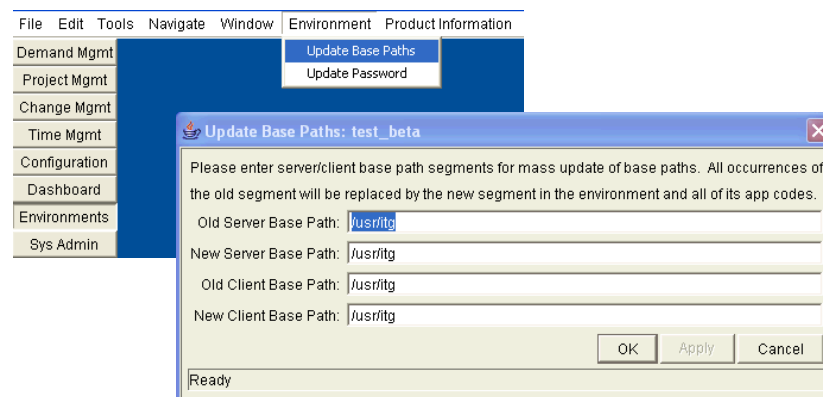 File Edit Tools Navigate Window Environment Product Information
Update Base Paths
Update Password
Demand Mgmt
Project Mgmt
Change Mgmt
Time Mgmt
Configuration
Dashboard
Environments
Sys Admin
Update Base Paths: test_beta
Please enter server/client base path segments for mass update of base paths. All occurrences of
the old segment will be replaced by the new segment in the environment and all of its app codes.
Old Server Base Path: /usr/itg
New Server Base Path: /usr/itg
Old Client Base Path: /usr/itg
New Client Base Path: /usr/itg
OK Apply Cancel
Ready